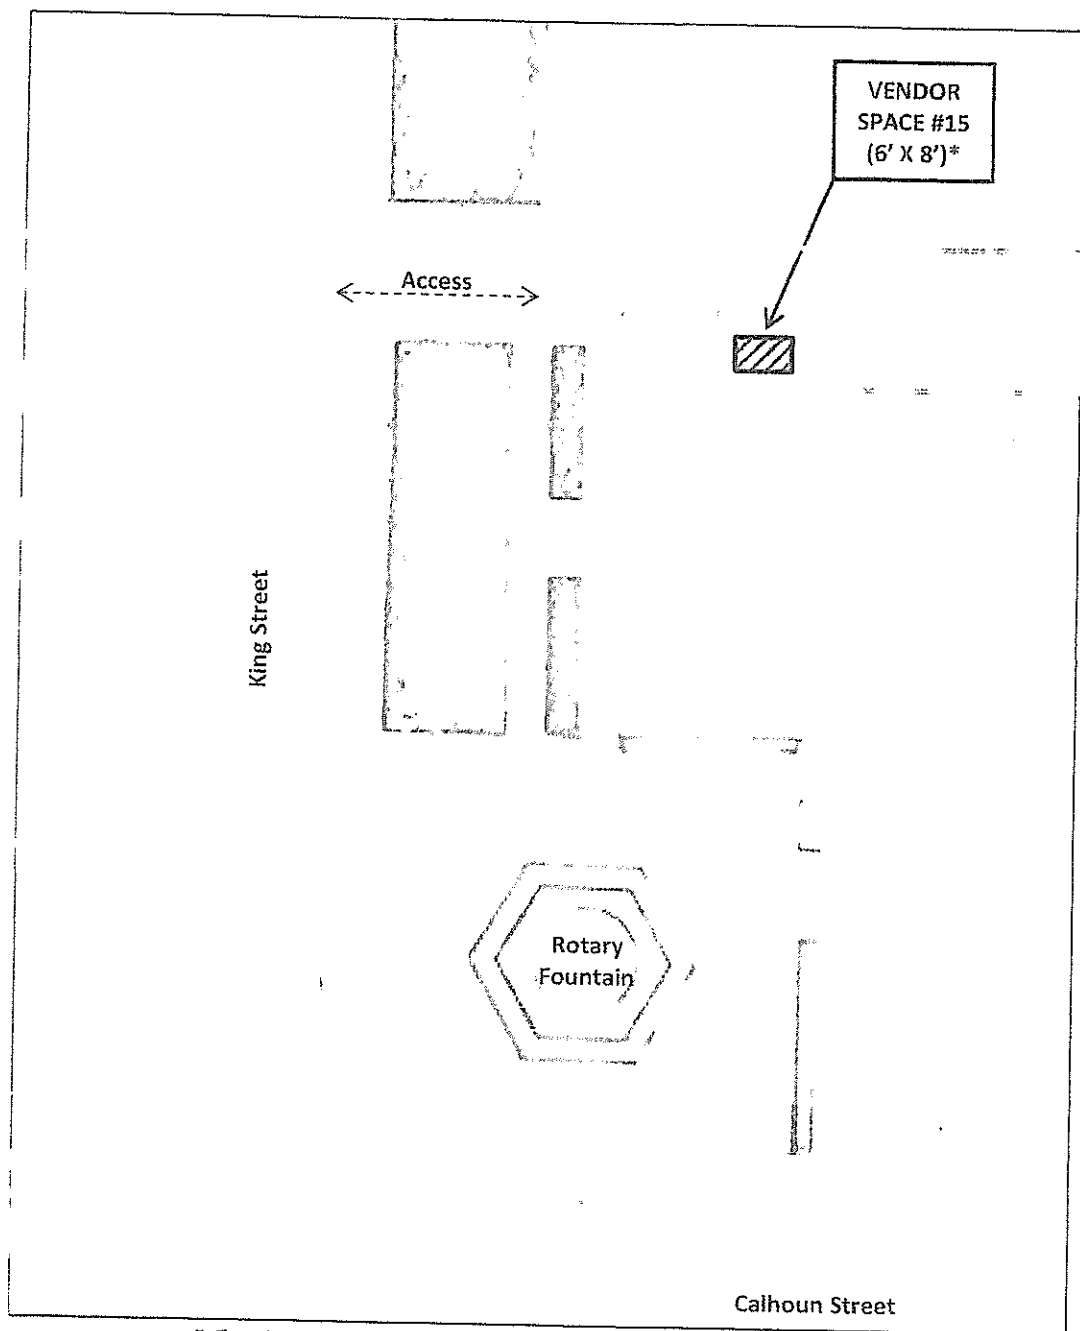 VENDOR
SPACE #15
(6' X 8')*
Access
King Street
Rotary
Fountain
Calhoun Street